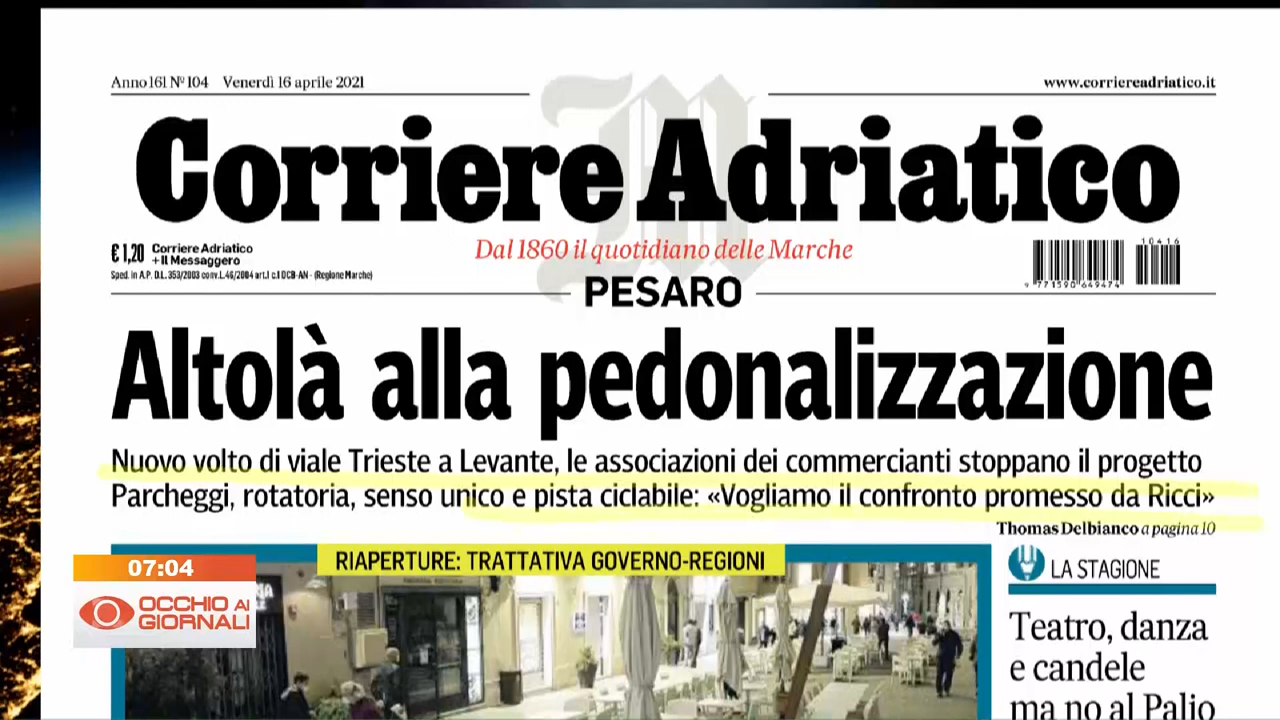 Anno 161 N° 104 Venerdì 16 aprile 2021
www.corriereadriatico.it
Corriere Adriatico
€ 1,20 Corriere Adriatico
+ Il Messaggero
Dal 1860 il quotidiano delle Marche
10416
Sped. in A.P. D.L. 353/2003 conv. L.46/2004 art.1 c.1 DCB-AN - (Regione Marche)
9 771590 649474
PESARO
Altolà alla pedonalizzazione
Nuovo volto di viale Trieste a Levante, le associazioni dei commercianti stoppano il progetto
Parcheggi, rotatoria, senso unico e pista ciclabile: «Vogliamo il confronto promesso da Ricci»
Thomas Delbianco a pagina 10
RIAPERTURE: TRATTATIVA GOVERNO-REGIONI
LA STAGIONE
Teatro, danza
e candele
ma no al Palio
07:04
OCCHIO AI
GIORNALI